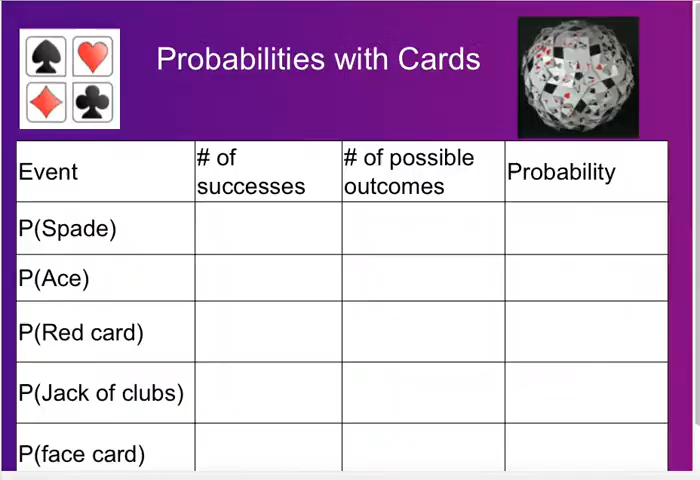 Probabilities with Cards
Event
# of
successes
# of possible
outcomes
Probability
P(Spade)
P(Ace)
P(Red card)
P(Jack of clubs)
P(face card)